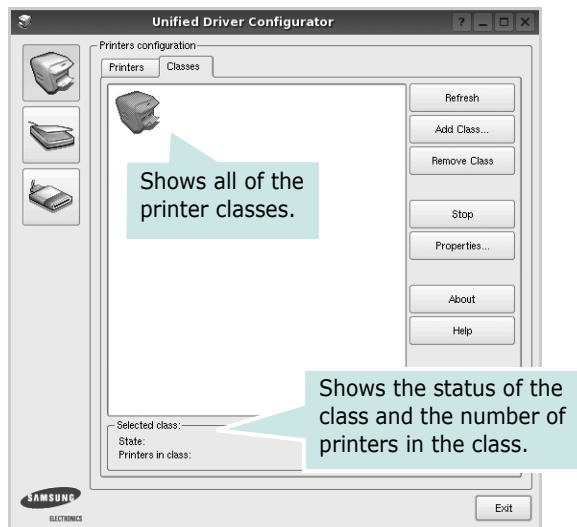 Unified Driver Configurator
Printers configuration
Printers
Classes
Refresh
Add Class...
Remove Class
Shows all of the
printer classes.
Stop
Properties...
About
Help
Shows the status of the
class and the number of
printers in the class.
Selected class:
State:
Printers in class:
SAMSUNG
ELECTRONICS
Exit